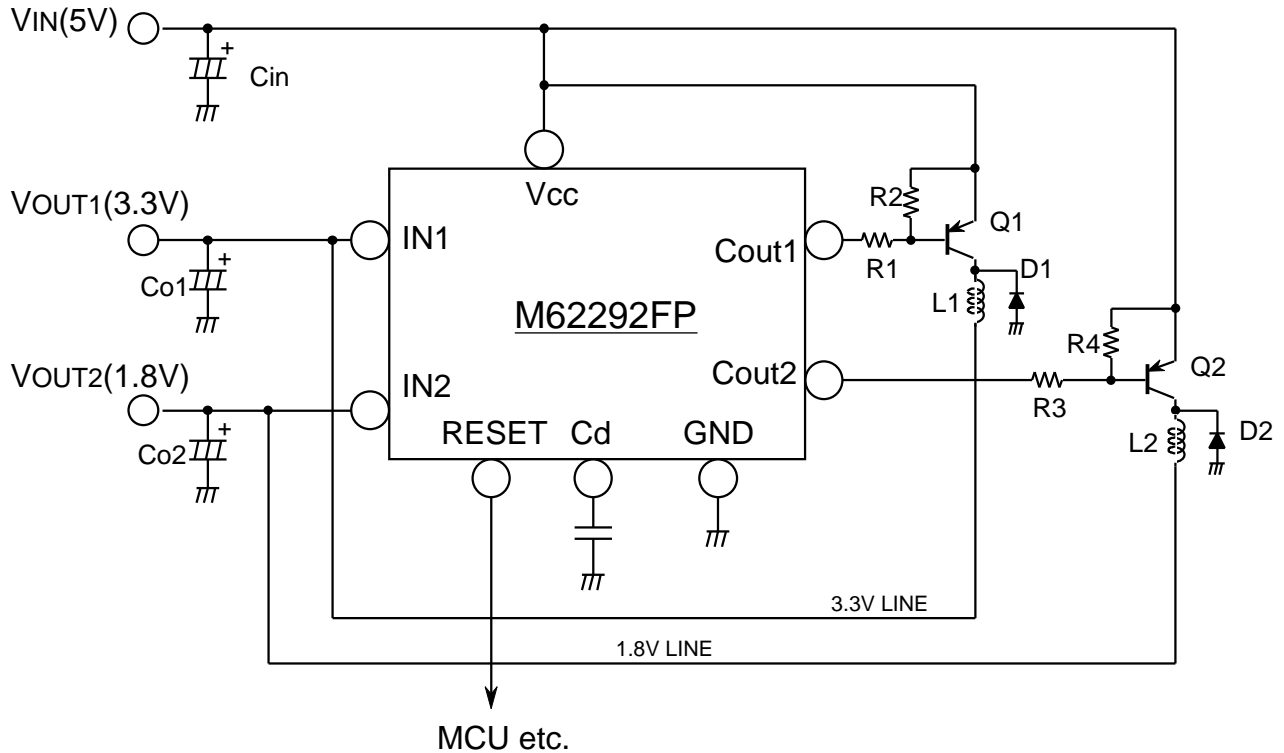 VIN(5V)
+
Cin
Vcc
VOUT1(3.3V)
IN1
+
Co1
Cout1
R2
R1
Q1
D1
L1
M62292FP
VOUT2(1.8V)
IN2
+
Co2
Cout2
R4
R3
Q2
D2
L2
RESET
Cd
GND
3.3V LINE
1.8V LINE
MCU etc.